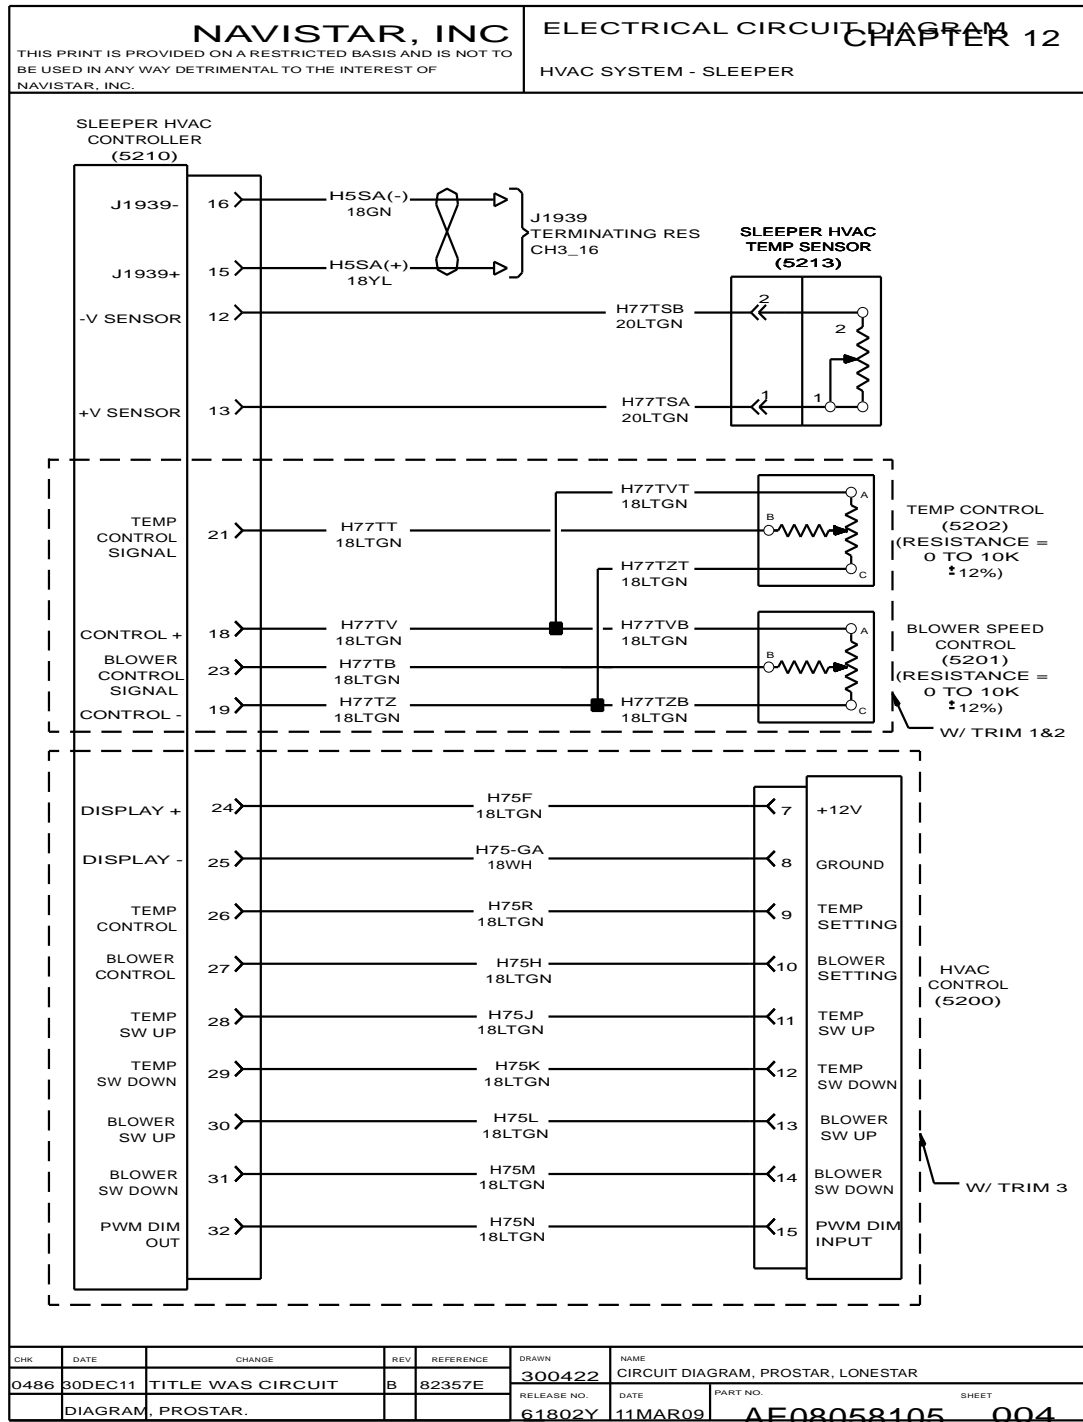 NAVISTAR, INC
THIS PRINT IS PROVIDED ON A RESTRICTED BASIS AND IS NOT TO
BE USED IN ANY WAY DETRIMENTAL TO THE INTEREST OF
NAVISTAR, INC.
ELECTRICAL CIRCUIT DIAGRAM
CHAPTER 12
HVAC SYSTEM - SLEEPER
SLEEPER HVAC
CONTROLLER
(5210)
J1939- 16 H5SA(-)
18GN
J1939
TERMINATING RES
CH3_16
J1939+ 15 H5SA(+)
18YL
SLEEPER HVAC
TEMP SENSOR
(5213)
-V SENSOR 12 H77TSB 2
20LTGN 2
+V SENSOR 13 H77TSA 1 1
20LTGN
H77TVT A
18LTGN
TEMP
CONTROL
SIGNAL
21 H77TT B
18LTGN
H77TZT C
18LTGN
TEMP CONTROL
(5202)
(RESISTANCE =
0 TO 10K
±12%)
CONTROL + 18 H77TV H77TVB A
18LTGN 18LTGN
BLOWER
CONTROL
SIGNAL
23 H77TB B
18LTGN
CONTROL - 19 H77TZ H77TZB C
18LTGN 18LTGN
BLOWER SPEED
CONTROL
(5201)
(RESISTANCE =
0 TO 10K
±12%)
W/ TRIM 1&2
DISPLAY + 24 H75F 7 +12V
18LTGN
DISPLAY - 25 H75-GA 8 GROUND
18WH
TEMP
CONTROL
26 H75R 9 TEMP
18LTGN SETTING
BLOWER
CONTROL
27 H75H 10 BLOWER
18LTGN SETTING
HVAC
CONTROL
(5200)
TEMP
SW UP
28 H75J 11 TEMP
18LTGN SW UP
TEMP
SW DOWN
29 H75K 12 TEMP
18LTGN SW DOWN
BLOWER
SW UP
30 H75L 13 BLOWER
18LTGN SW UP
BLOWER
SW DOWN
31 H75M 14 BLOWER
18LTGN SW DOWN
W/ TRIM 3
PWM DIM
OUT
32 H75N 15 PWM DIM
18LTGN INPUT
CHK DATE CHANGE REV REFERENCE
0486 30DEC11 TITLE WAS CIRCUIT B 82357E
DIAGRAM, PROSTAR.
DRAWN
300422
NAME
CIRCUIT DIAGRAM, PROSTAR, LONESTAR
RELEASE NO. DATE PART NO. SHEET
61802Y 11MAR09 AE08058105 004